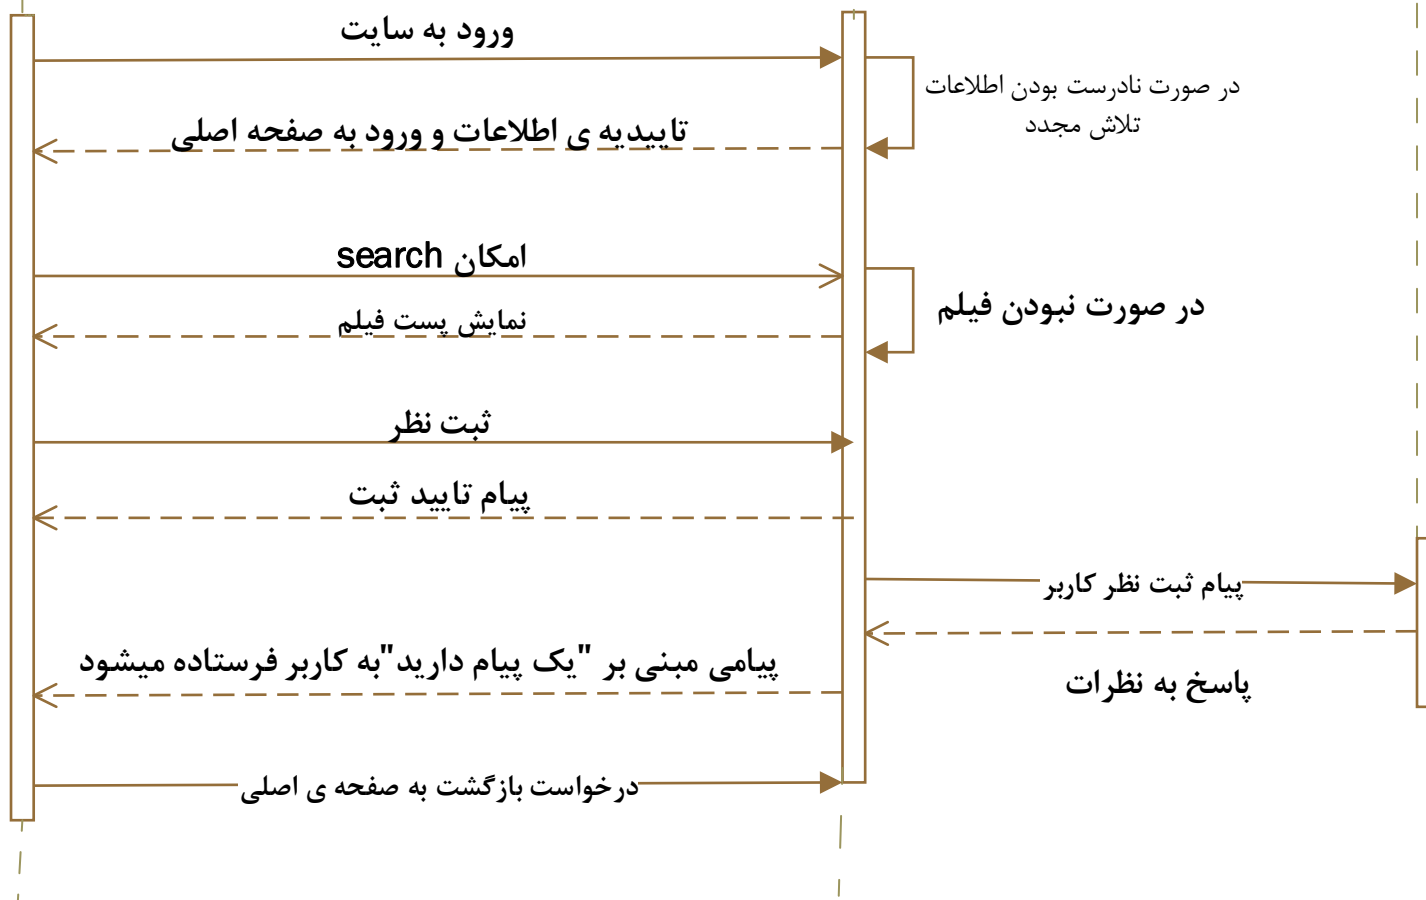 ورود به سایت
در صورت نادرست بودن اطلاعات
تلاش مجدد
تاییدیه ی اطلاعات و ورود به صفحه اصلی
امکان search
در صورت نبودن فیلم
نمایش پست فیلم
ثبت نظر
پیام تایید ثبت
پیام ثبت نظر کاربر
پیامی مبنی بر "یک پیام دارید"به کاربر فرستاده میشود
پاسخ به نظرات
درخواست بازگشت به صفحه ی اصلی